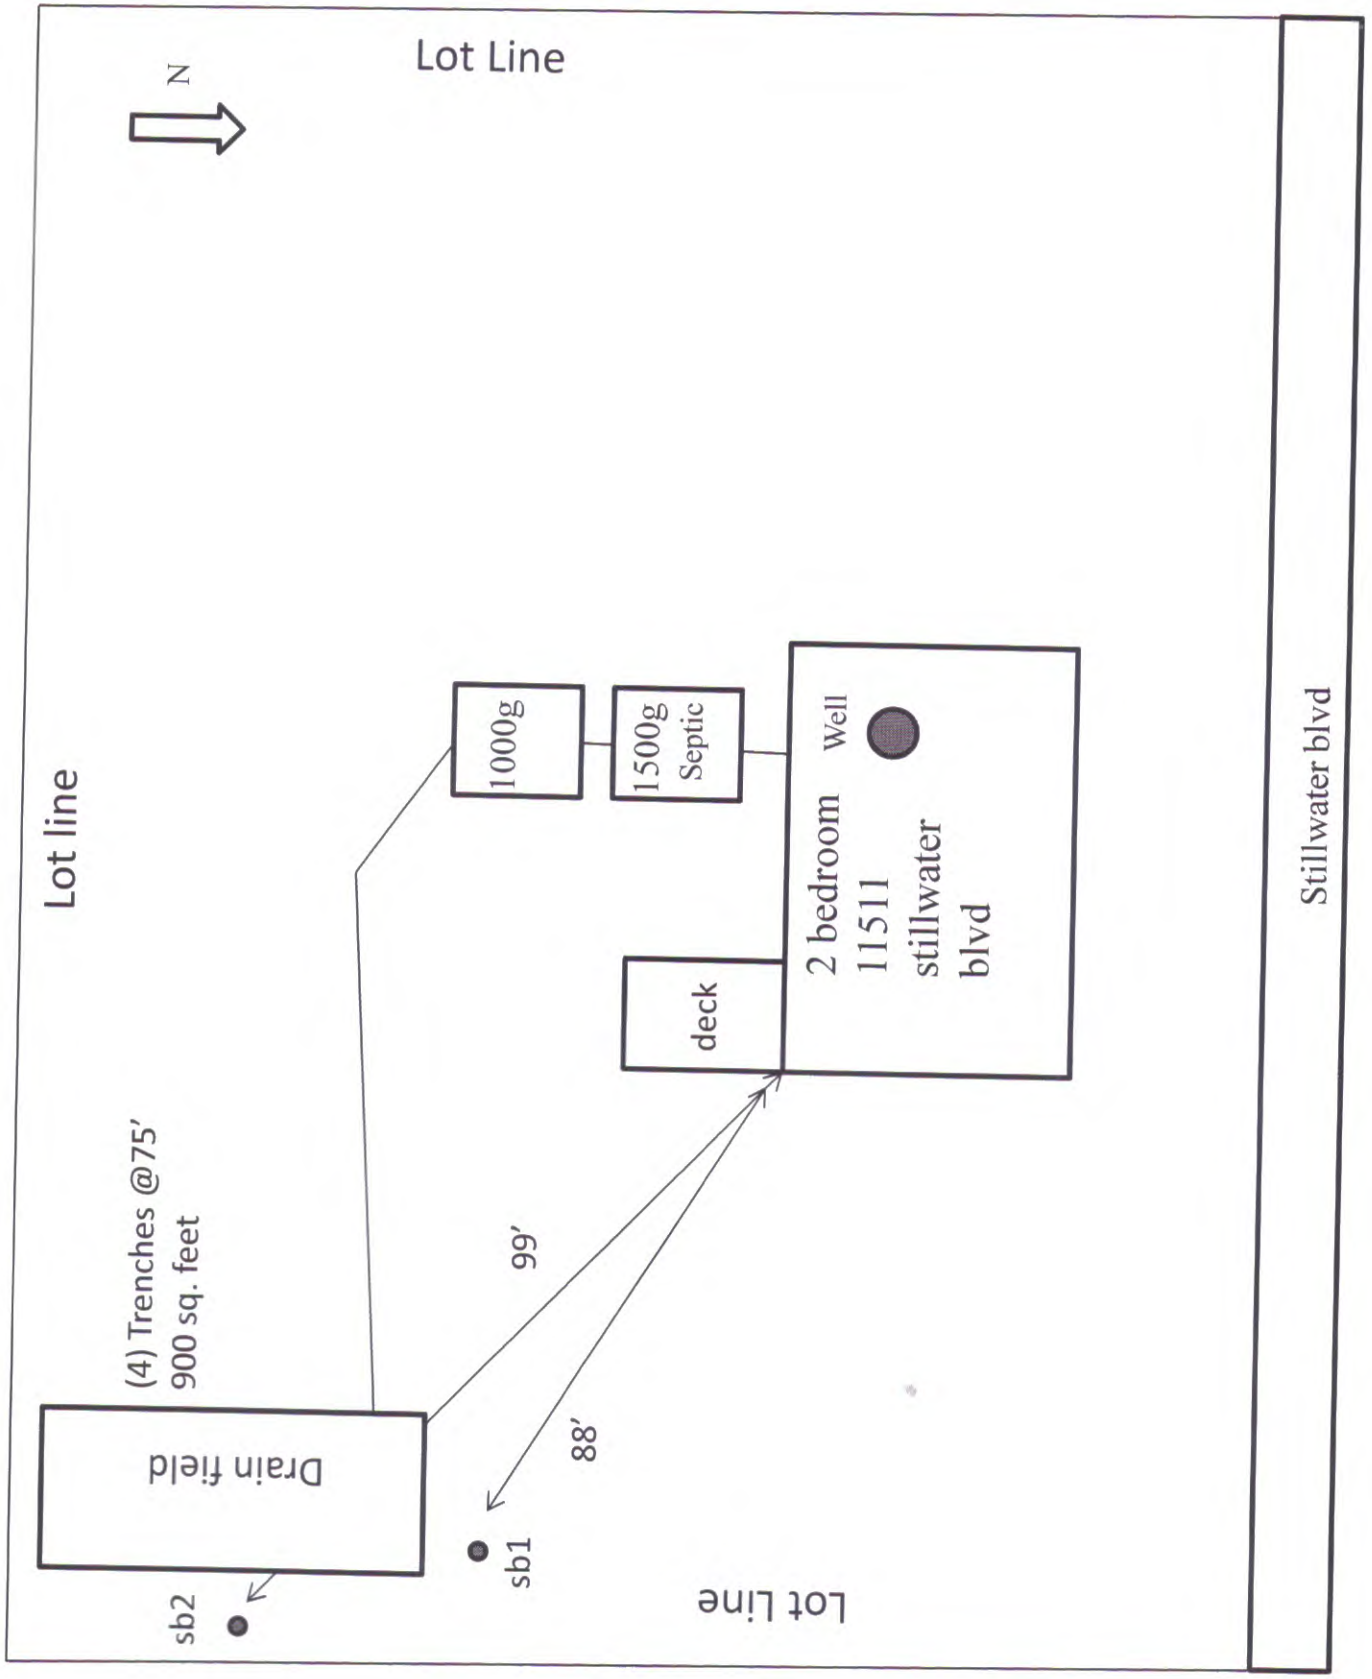 Lot Line
N
Lot line
1000g
1500g
Septic
Well
2 bedroom
11511
stillwater
blvd
deck
(4) Trenches @75’
900 sq. feet
99’
88’
Drain field
sb2
sb1
Lot Line
Stillwater blvd